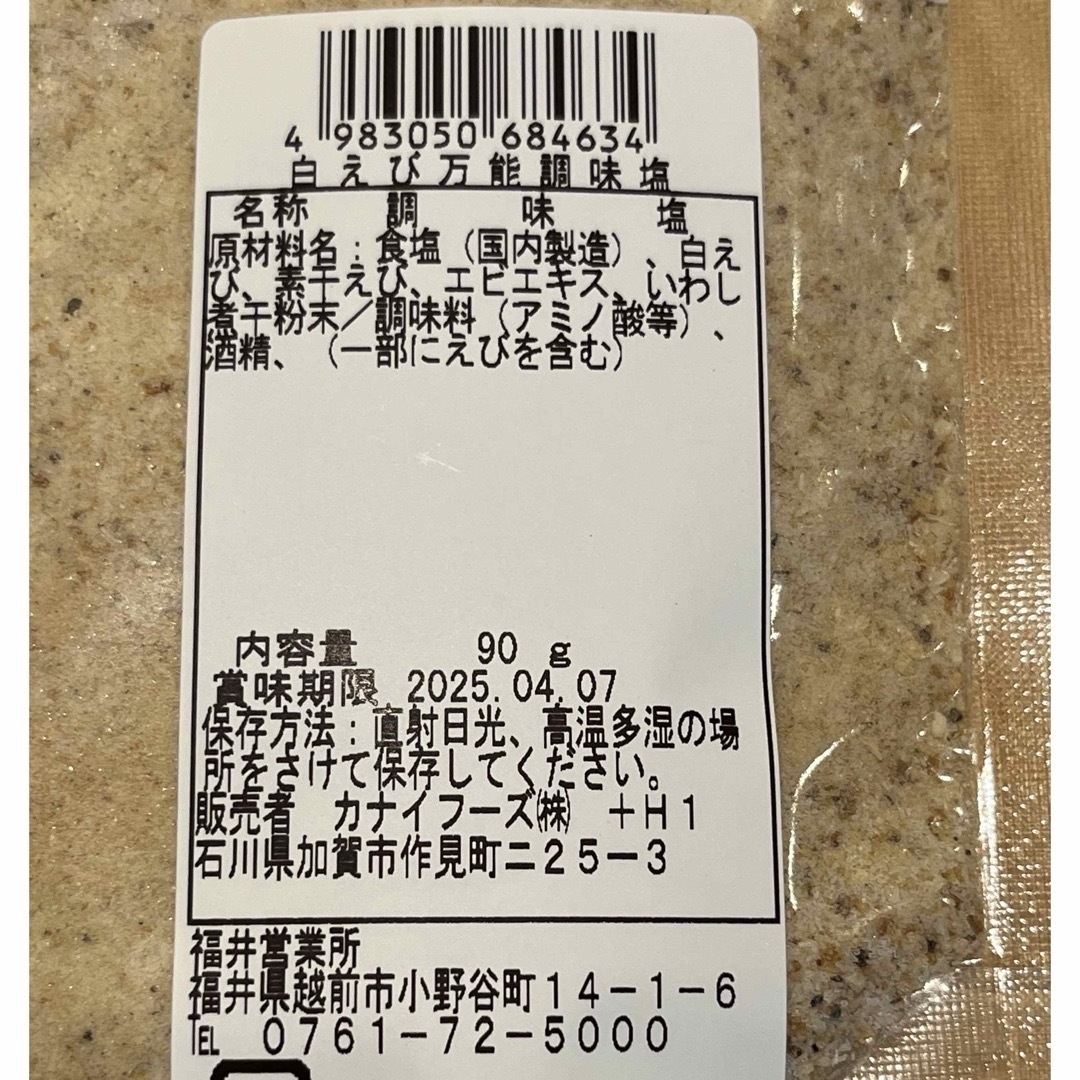 4 983050 684634
白えび万能調味塩
名称 調味塩
原材料名：食塩（国内製造）、白え
び、素干えび、エビエキス、いわし
煮干粉末／調味料（アミノ酸等）、
酒精、（一部にえびを含む）
内容量 90 g
賞味期限 2025.04.07
保存方法：直射日光、高温多湿の場
所をさけて保存してください。
販売者 カナイフーズ㈱ ＋Ｈ１
石川県加賀市作見町ニ２５－３
福井営業所
福井県越前市小野谷町１４－１－６
℡ ０７６１－７２－５０００